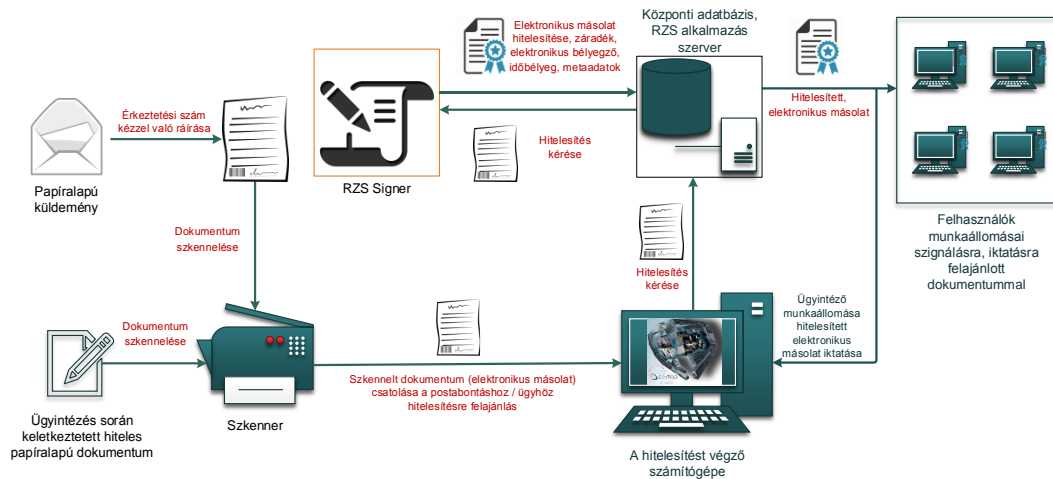 Elektronikus másolat
hitelesítése, záradék,
elektronikus bélyegző,
időbélyeg, metaadatok
Központi adatbázis,
RZS alkalmazás
szerver
Érkeztetési szám
kézzel való ráírása
Papíralapú
küldemény
RZS Signer
Hitelesítés
kérése
Hitelesített,
elektronikus másolat
Felhasználók
munkaállomásai
szignálásra, iktatásra
felajánlott
dokumentummal
Dokumentum
szkennelése
Hitelesítés
kérése
Ügyintéző
munkaállomása
hitelesített
elektronikus
másolat iktatása
Dokumentum
szkennelése
Szkennelt dokumentum (elektronikus másolat)
csatolása a postabontáshoz / ügyhöz
hitelesítésre felajánlás
Ügyintézés során
keletkeztetett hiteles
papíralapú dokumentum
Szkenner
A hitelesítést végző
számítógépe